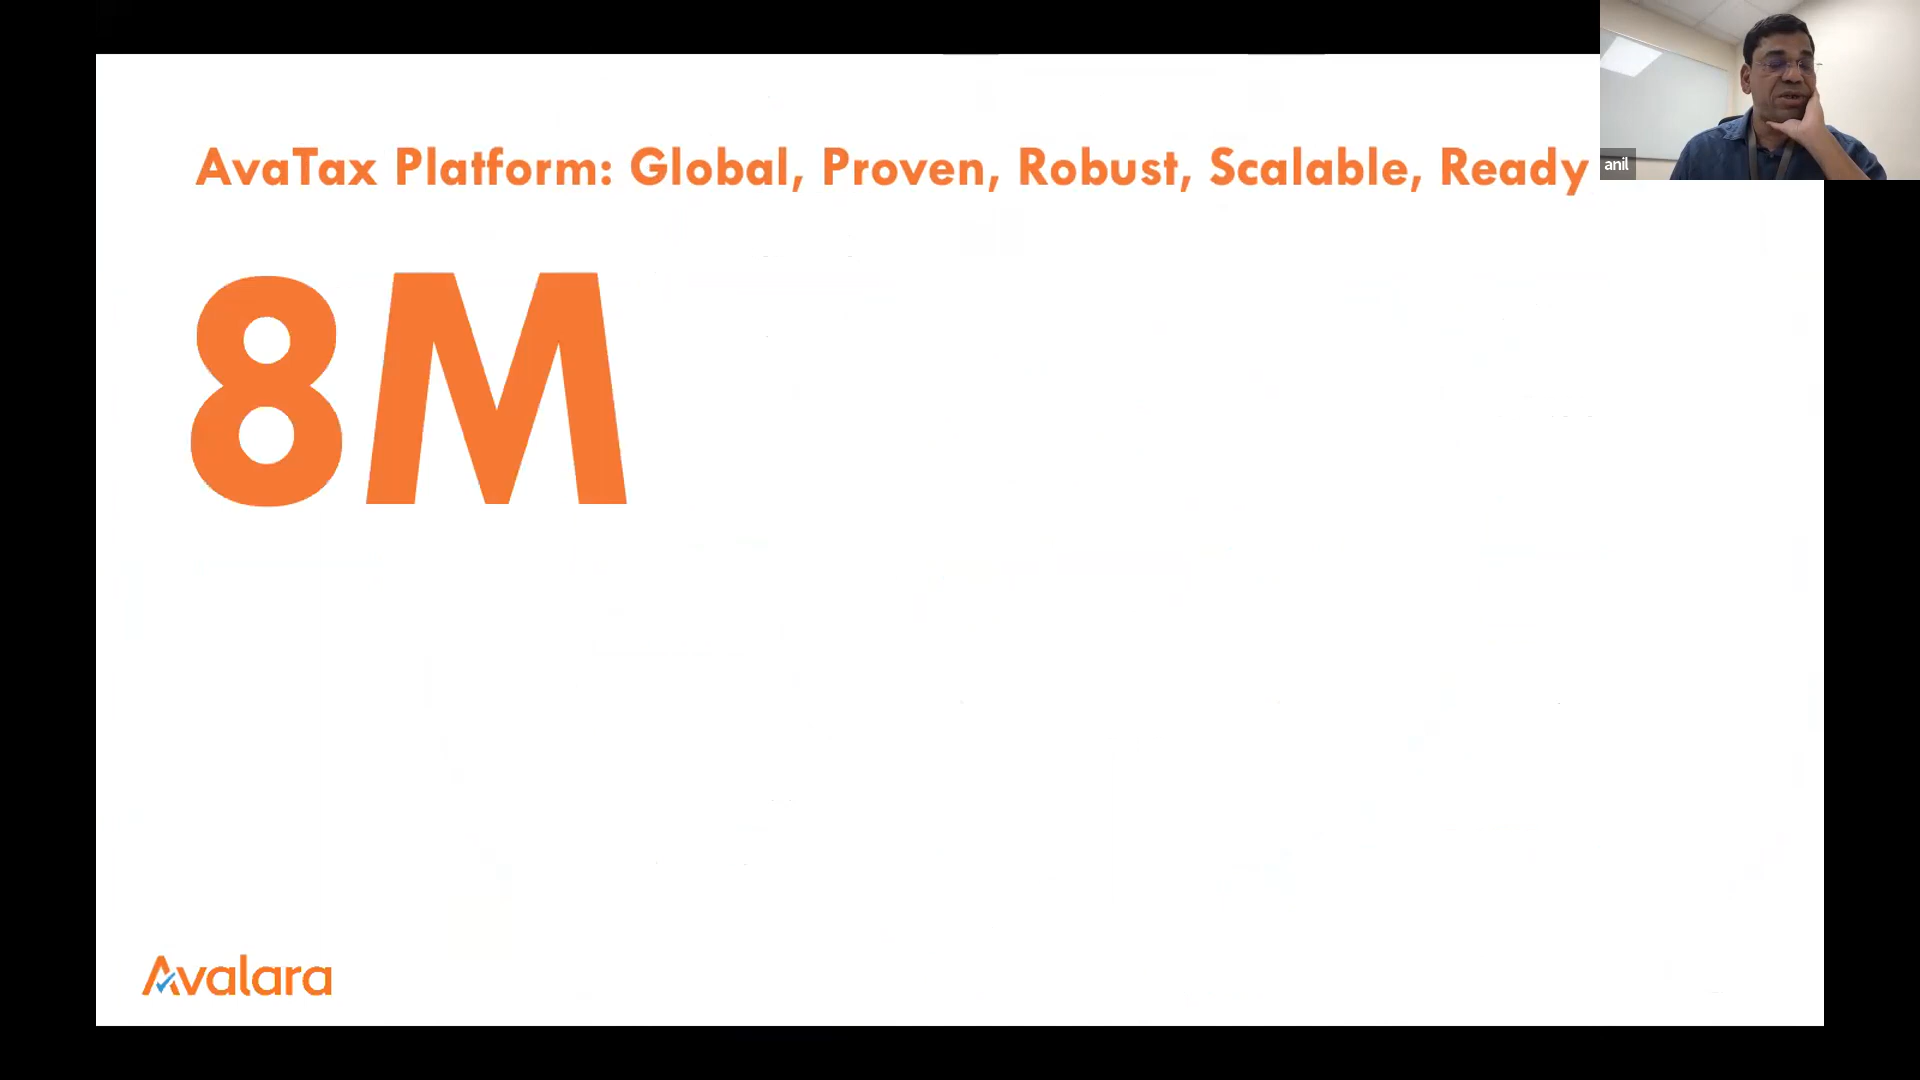 AvaTax Platform: Global, Proven, Robust, Scalable, Ready
anil
8M
Avalara